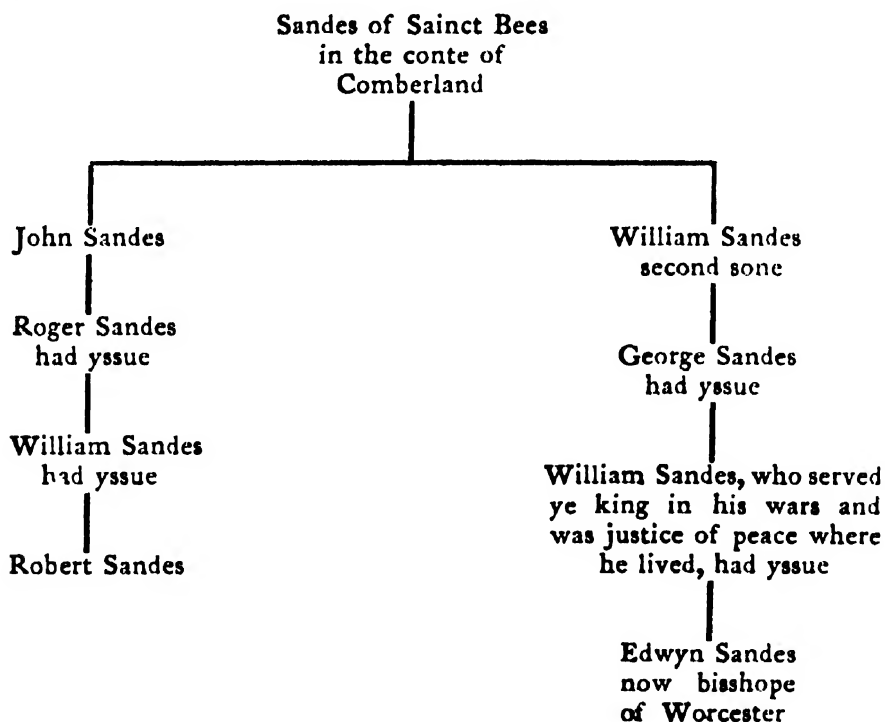 Sandes of Sainct Bees
in the conte of
Comberland
John Sandes
Roger Sandes
had yssue
William Sandes
had yssue
Robert Sandes
William Sandes
second sone
George Sandes
had yssue
William Sandes, who served
ye king in his wars and
was justice of peace where
he lived, had yssue
Edwyn Sandes
now bisshope
of Worcester